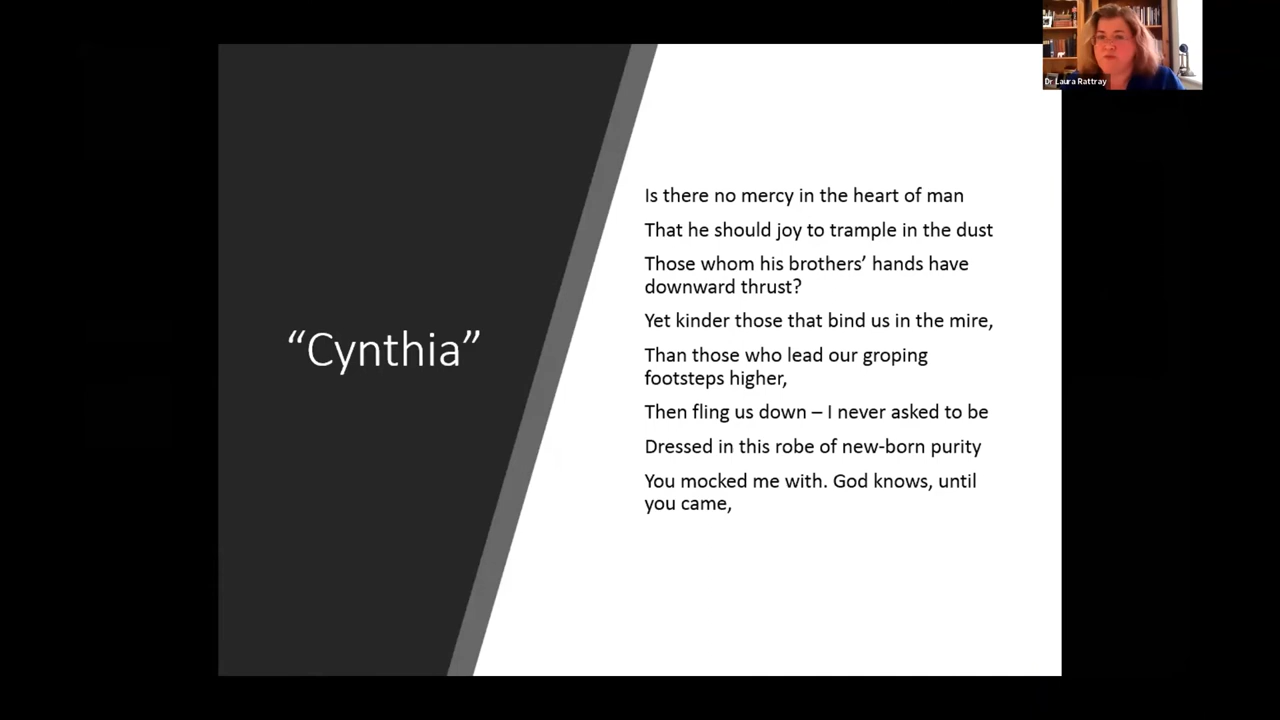 Dr Laura Rattray
“Cynthia”
Is there no mercy in the heart of man
That he should joy to trample in the dust
Those whom his brothers’ hands have
downward thrust?
Yet kinder those that bind us in the mire,
Than those who lead our groping
footsteps higher,
Then fling us down – I never asked to be
Dressed in this robe of new-born purity
You mocked me with. God knows, until
you came,